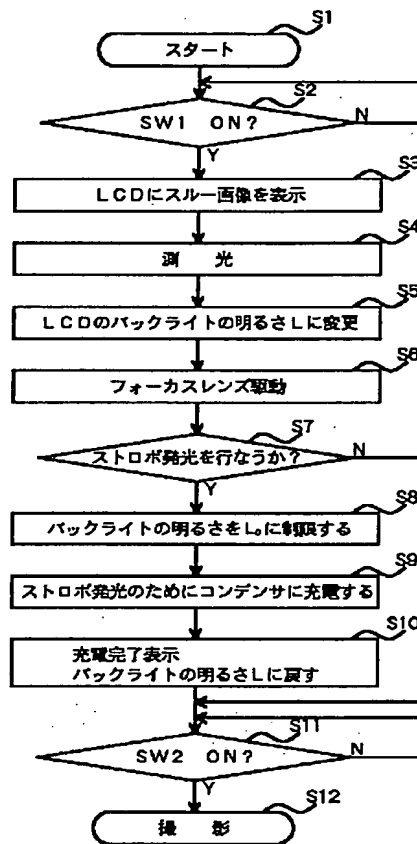 S1
スタート
S2
SW1 ON?
N
Y
S3
LCDにスルー画像を表示
S4
測 光
S5
LCDのバックライトの明るさLに変更
S6
フォーカスレンズ駆動
S7
ストロボ発光を行なうか?
N
Y
S8
バックライトの明るさをL₀に制限する
S9
ストロボ発光のためにコンデンサに充電する
S10
充電完了表示
バックライトの明るさLに戻す
S11
SW2 ON?
N
Y
S12
撮 影